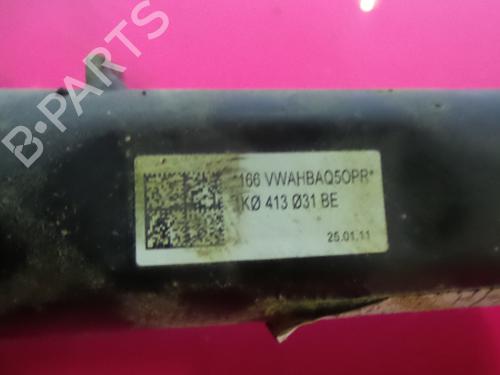 B-PARTS
*166 VWAHBAQ5OPR*
1KØ 413 Ø31 BE
25.01.11